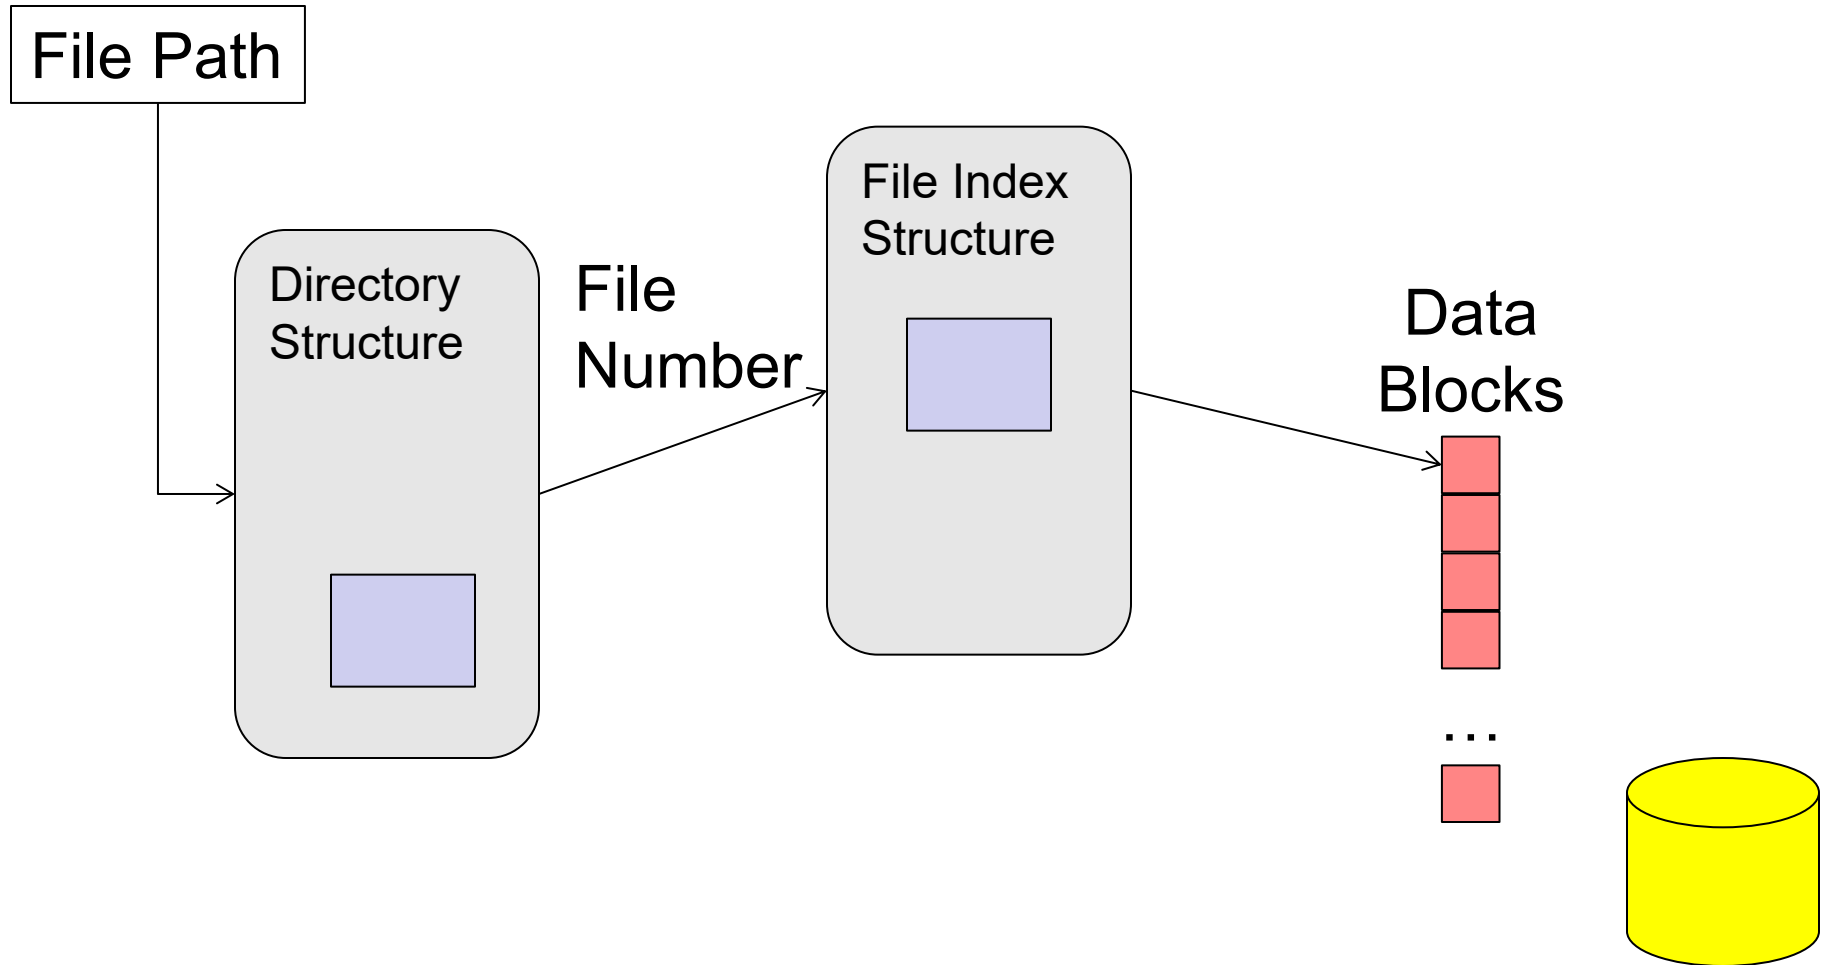 File Path
Directory
Structure
File
Number
File Index
Structure
Data
Blocks
...